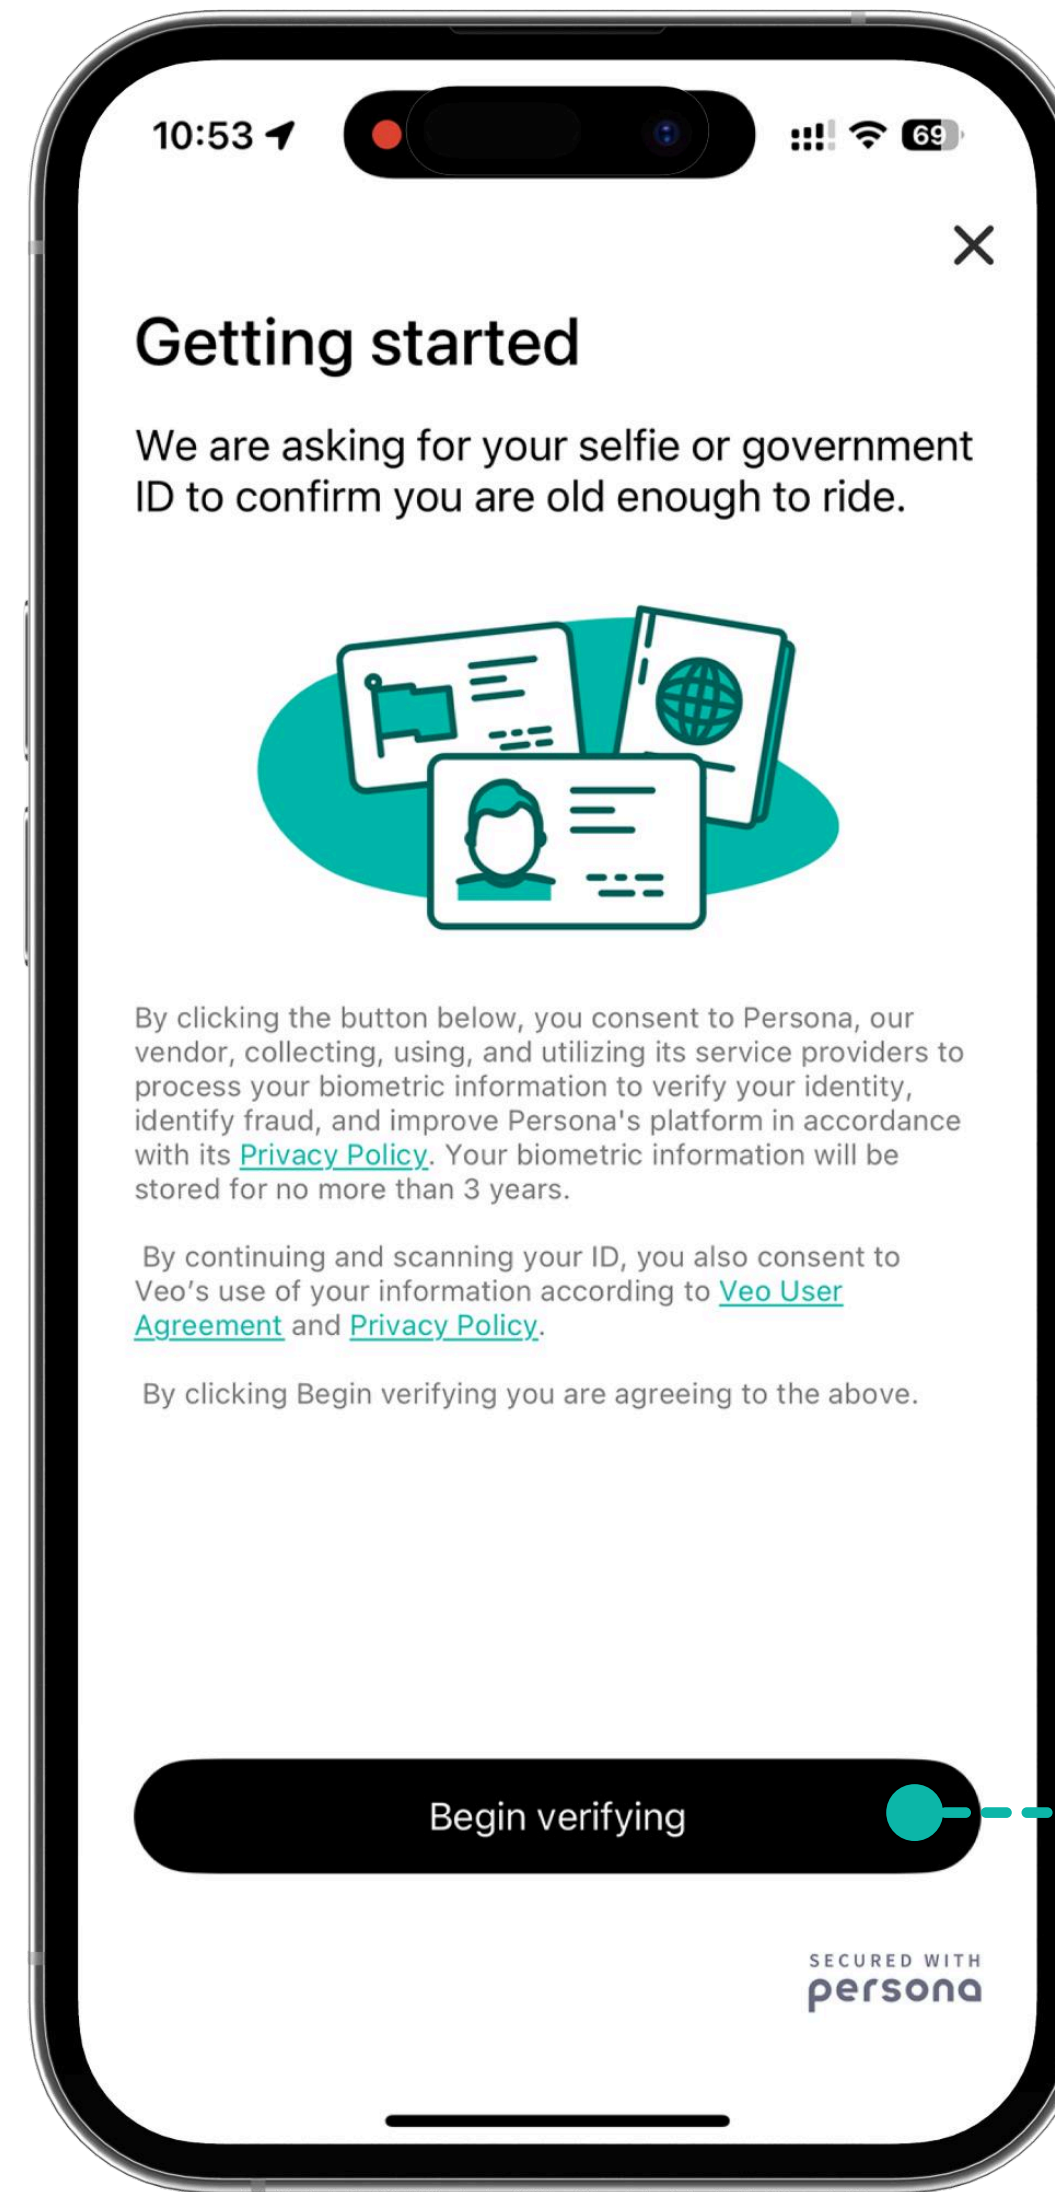 10:53
69
Getting started
We are asking for your selfie or government
ID to confirm you are old enough to ride.
By clicking the button below, you consent to Persona, our
vendor, collecting, using, and utilizing its service providers to
process your biometric information to verify your identity,
identify fraud, and improve Persona's platform in accordance
with its Privacy Policy. Your biometric information will be
stored for no more than 3 years.
By continuing and scanning your ID, you also consent to
Veo’s use of your information according to Veo User
Agreement and Privacy Policy.
By clicking Begin verifying you are agreeing to the above.
Begin verifying
SECURED WITH
persona